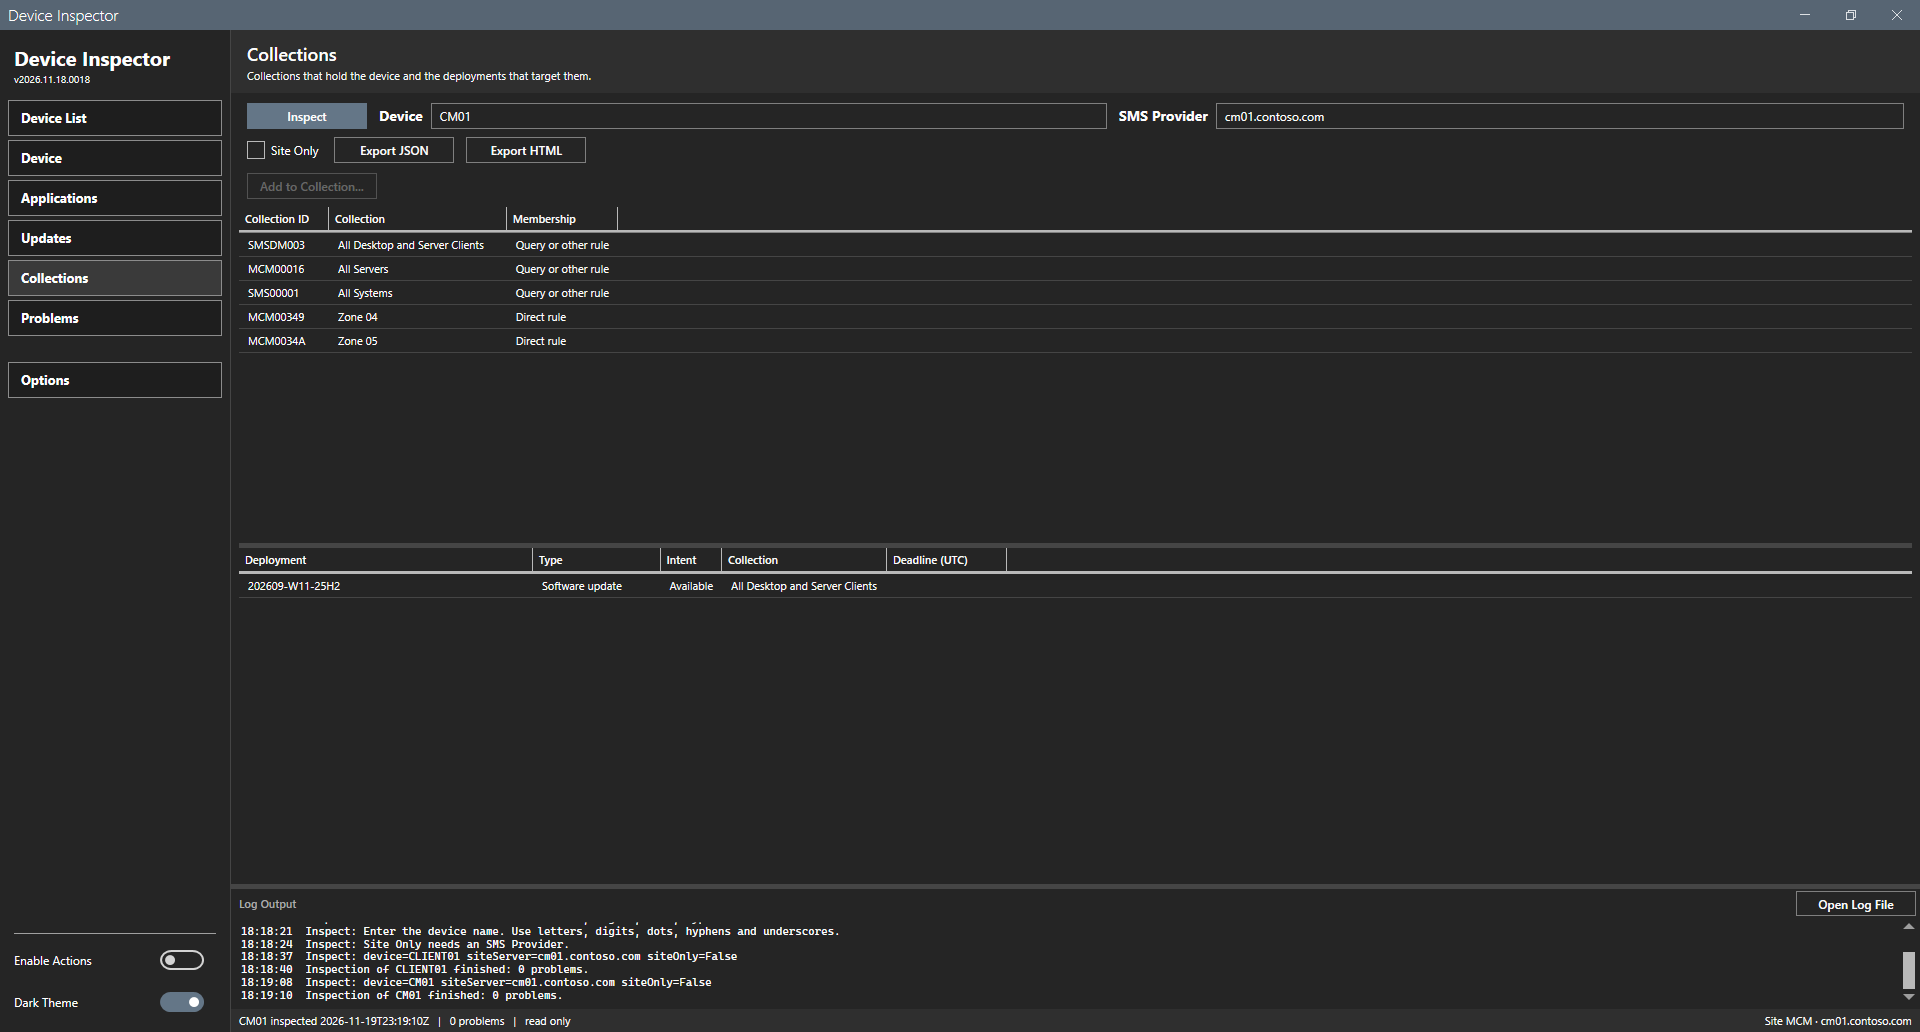 Device Inspector
Device Inspector
v2026.11.18.0018
Device List
Device
Applications
Updates
Collections
Problems
Options
Enable Actions
Dark Theme
Collections
Collections that hold the device and the deployments that target them.
Inspect Device CM01 SMS Provider cm01.contoso.com
Site Only Export JSON Export HTML
Add to Collection...
Collection ID Collection Membership
SMSDM003 All Desktop and Server Clients Query or other rule
MCM00016 All Servers Query or other rule
SMS00001 All Systems Query or other rule
MCM00349 Zone 04 Direct rule
MCM0034A Zone 05 Direct rule
Deployment Type Intent Collection Deadline (UTC)
202609-W11-25H2 Software update Available All Desktop and Server Clients
Log Output Open Log File
18:18:21 Inspect: Enter the device name. Use letters, digits, dots, hyphens and underscores.
18:18:24 Inspect: Site Only needs an SMS Provider.
18:18:37 Inspect: device=CLIENT01 siteServer=cm01.contoso.com siteOnly=False
18:18:40 Inspection of CLIENT01 finished: 0 problems.
18:19:08 Inspect: device=CM01 siteServer=cm01.contoso.com siteOnly=False
18:19:10 Inspection of CM01 finished: 0 problems.
CM01 inspected 2026-11-19T23:19:10Z | 0 problems | read only
Site MCM · cm01.contoso.com